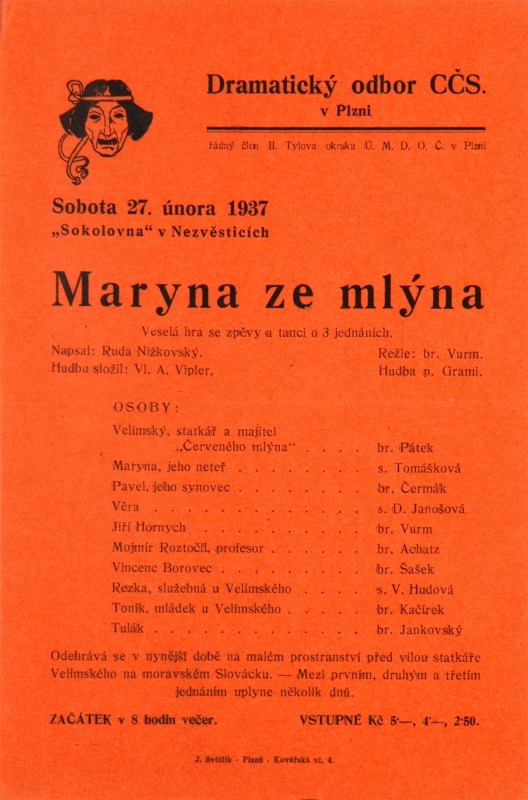 Dramatický odbor CČS.
v Plzni
řádný člen II. Tylova okrsku Ú. M. D. O. Č. v Plzni
Sobota 27. února 1937
„Sokolovna“ v Nezvěsticích
Maryna ze mlýna
Veselá hra se zpěvy a tanci o 3 jednáních.
Napsal: Ruda Nižkovský. Režie: br. Vurm.
Hudbu složil: Vl. A. Vipler. Hudba p. Grami.
OSOBY:
Velímský, statkář a majitel
„Červeného mlýna“ . . . . br. Pátek
Maryna, jeho neteř . . . . . . . s. Tomášková
Pavel, jeho synovec . . . . . . . br. Čermák
Věra . . . . . . . . . . . s. D. Janošová
Jiří Hornych . . . . . . . . br. Vurm
Mojmír Roztočil, profesor . . . . . br. Achatz
Vincenc Borovec . . . . . . . br. Šašek
Rezka, služebná u Velímského . . . . s. V. Hudová
Toník, mládek u Velímského . . . . br. Kačírek
Tulák . . . . . . . . . . . br. Jankovský
Odehrává se v nynější době na malém prostranství před vilou statkáře
Velímského na moravském Slovácku. — Mezi prvním, druhým a třetím
jednáním uplyne několik dnů.
ZAČÁTEK v 8 hodin večer. VSTUPNÉ Kč 5·—, 4·—, 2·50.
J. Světlík - Plzeň - Kovářská ul. 4.